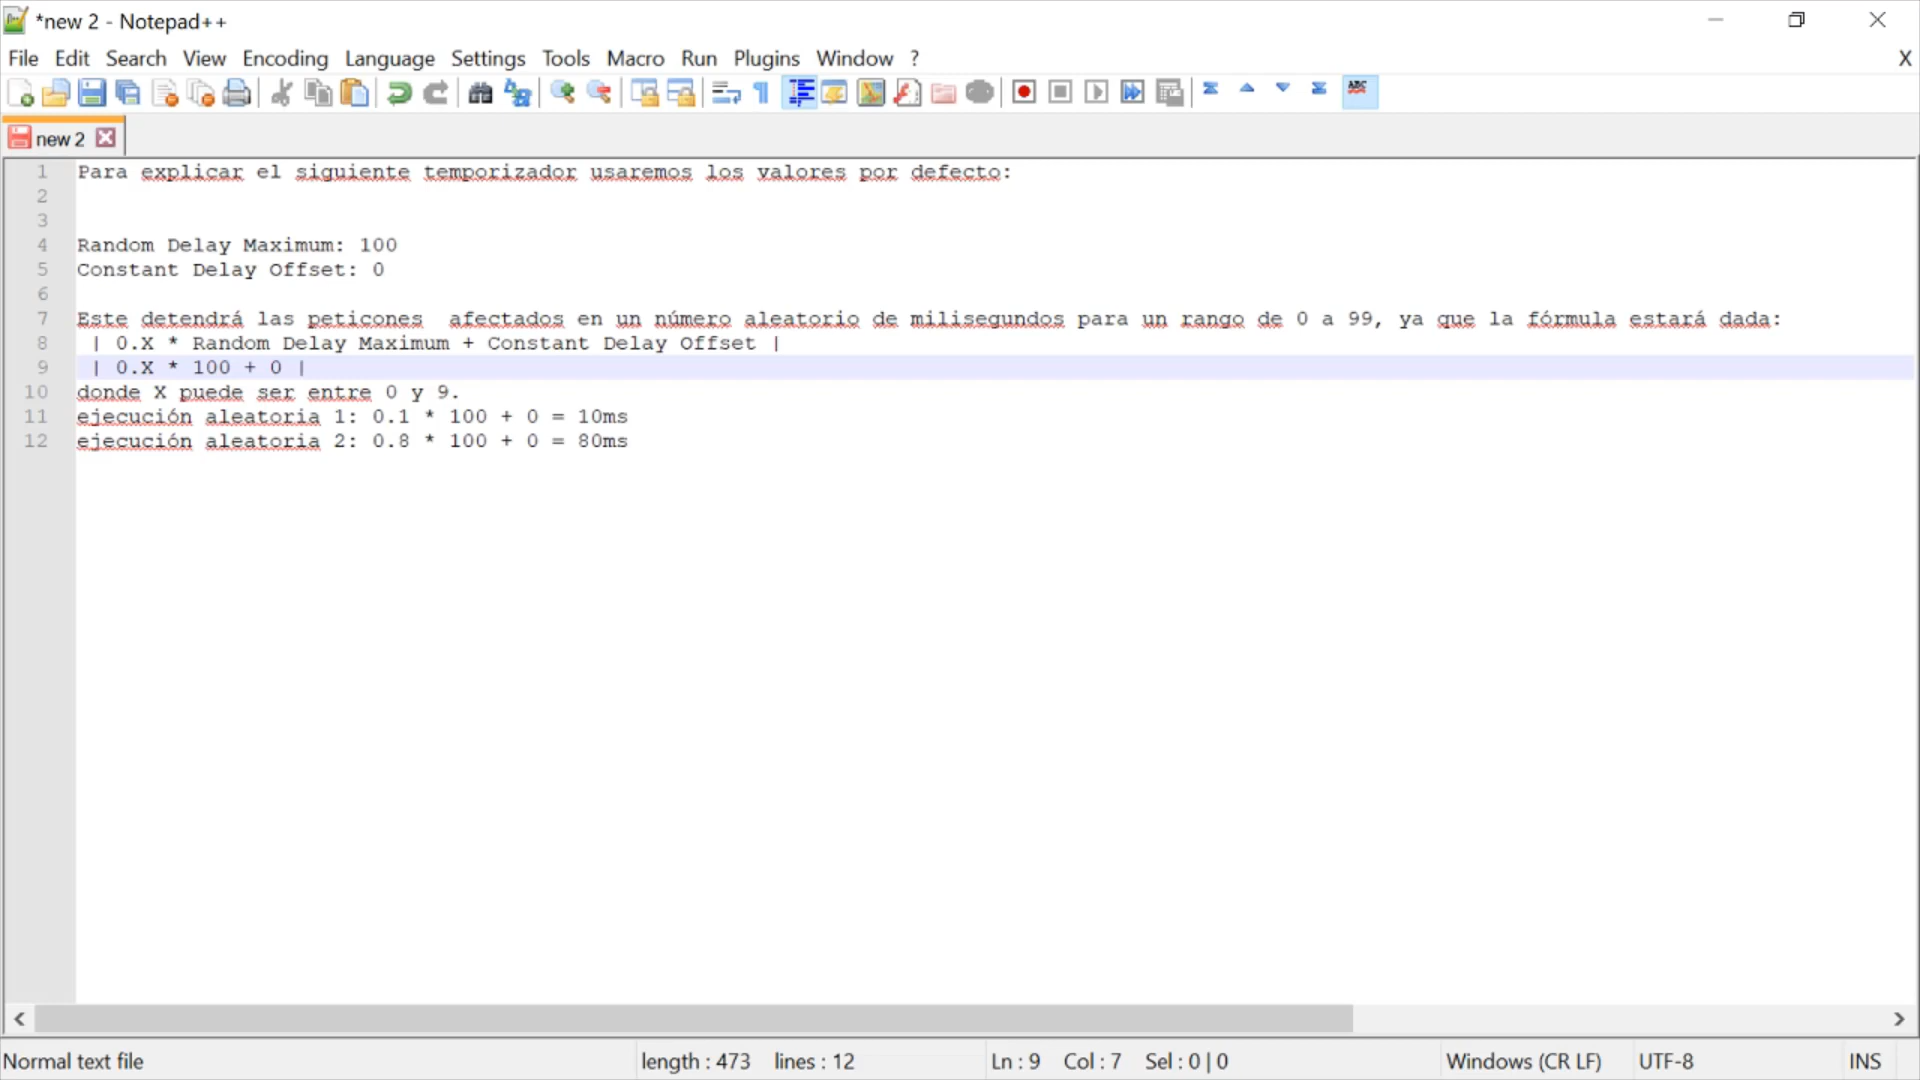 *new 2 - Notepad++
File Edit Search View Encoding Language Settings Tools Macro Run Plugins Window ? X
new 2
1 Para explicar el siguiente temporizador usaremos los valores por defecto:
2
3
4 Random Delay Maximum: 100
5 Constant Delay Offset: 0
6
7 Este detendrá las peticones  afectados en un número aleatorio de milisegundos para un rango de 0 a 99, ya que la fórmula estará dada:
8 | 0.X * Random Delay Maximum + Constant Delay Offset |
9 | 0.X * 100 + 0 |
10 donde X puede ser entre 0 y 9.
11 ejecución aleatoria 1: 0.1 * 100 + 0 = 10ms
12 ejecución aleatoria 2: 0.8 * 100 + 0 = 80ms
Normal text file length : 473 lines : 12 Ln : 9 Col : 7 Sel : 0 | 0 Windows (CR LF) UTF-8 INS